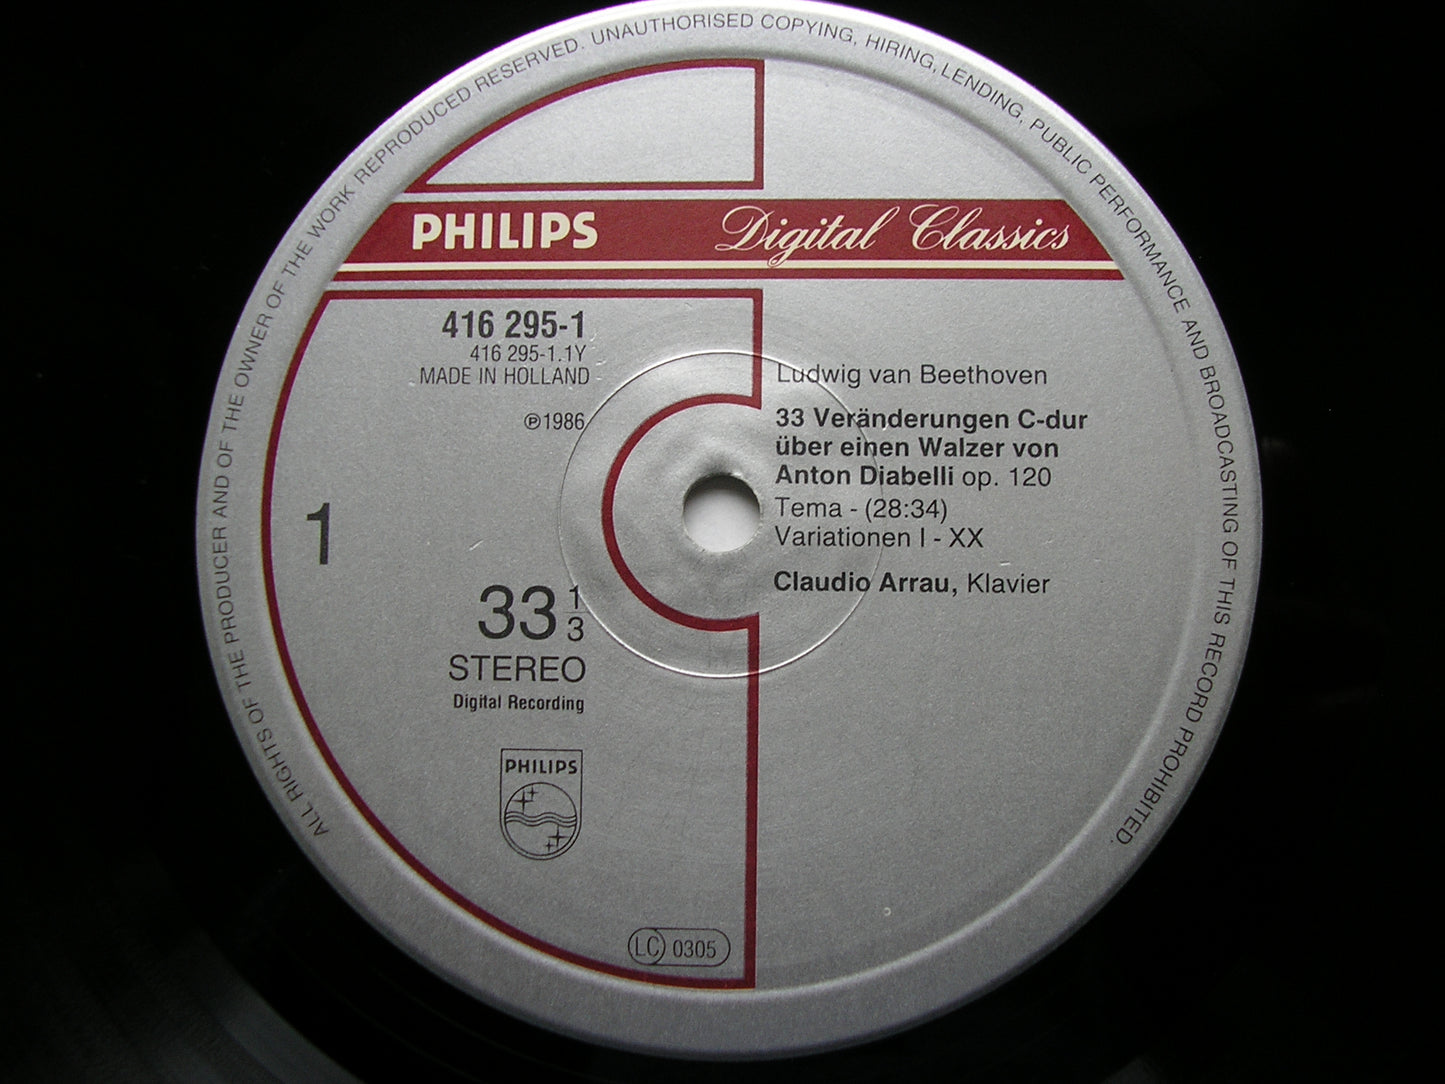 ALL RIGHTS OF THE PRODUCER AND OF THE OWNER OF THE WORK REPRODUCED RESERVED. UNAUTHORISED COPYING, HIRING, LENDING, PUBLIC PERFORMANCE AND BROADCASTING OF THIS RECORD PROHIBITED
PHILIPS Digital Classics
416 295-1
416 295-1.1Y
MADE IN HOLLAND
℗1986
1
33 1/3
STEREO
Digital Recording
PHILIPS
LC 0305
Ludwig van Beethoven
33 Veränderungen C-dur
über einen Walzer von
Anton Diabelli op. 120
Tema - (28:34)
Variationen I - XX
Claudio Arrau, Klavier